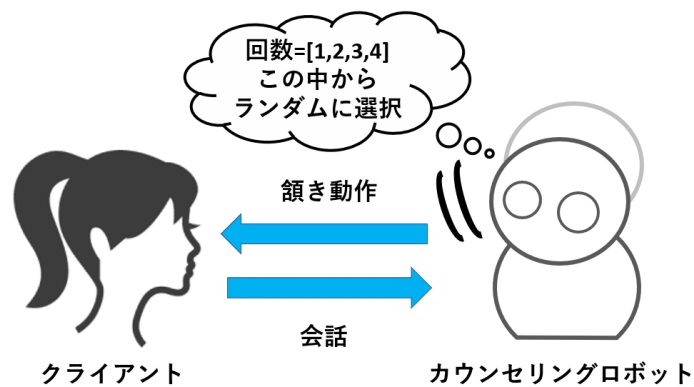 回数=[1,2,3,4]
この中から
ランダムに選択
頷き動作
会話
クライアント
カウンセリングロボット